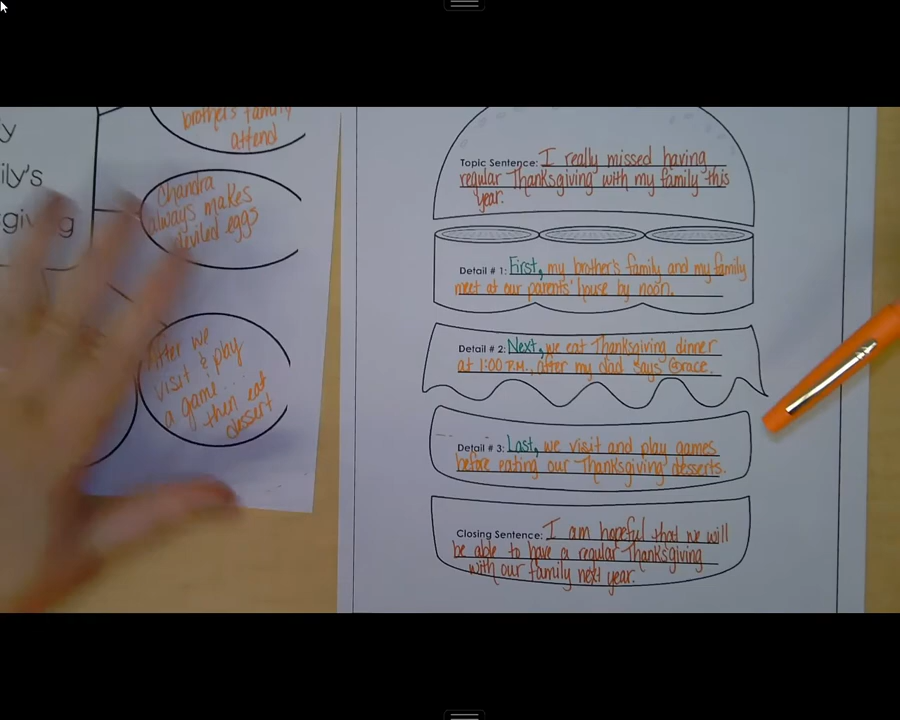 y
ily's
giving
brother's family
attend
Chandra
always makes
deviled eggs
After we
visit & play
a game... then eat
dessert
Topic Sentence: I really missed having
regular Thanksgiving with my family this
year.
Detail # 1: First, my brother's family and my family
meet at our parents' house by noon.
Detail # 2: Next, we eat Thanksgiving dinner
at 1:00 P.M., after my dad says Grace.
Detail # 3: Last, we visit and play games
before eating our Thanksgiving desserts.
Closing Sentence: I am hopeful that we will
be able to have a regular Thanksgiving
with our family next year.